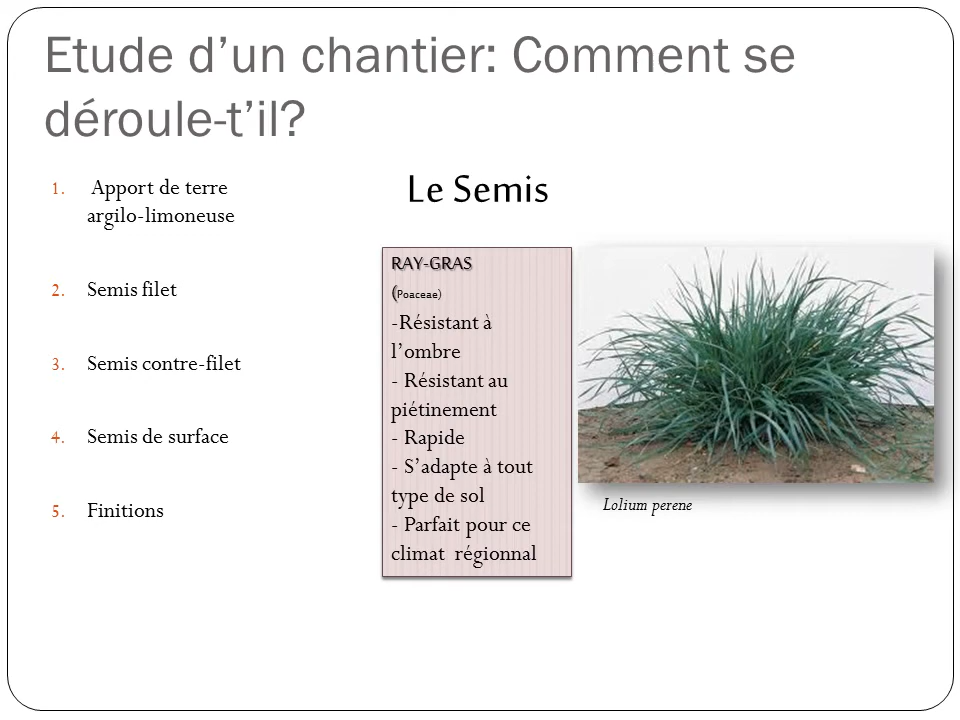 Etude d’un chantier: Comment se
déroule-t’il?
1. Apport de terre
argilo-limoneuse
2. Semis filet
3. Semis contre-filet
4. Semis de surface
5. Finitions
Le Semis
RAY-GRAS
(Poaceae)
-Résistant à
l’ombre
- Résistant au
piétinement
- Rapide
- S’adapte à tout
type de sol
- Parfait pour ce
climat régionnal
Lolium perene